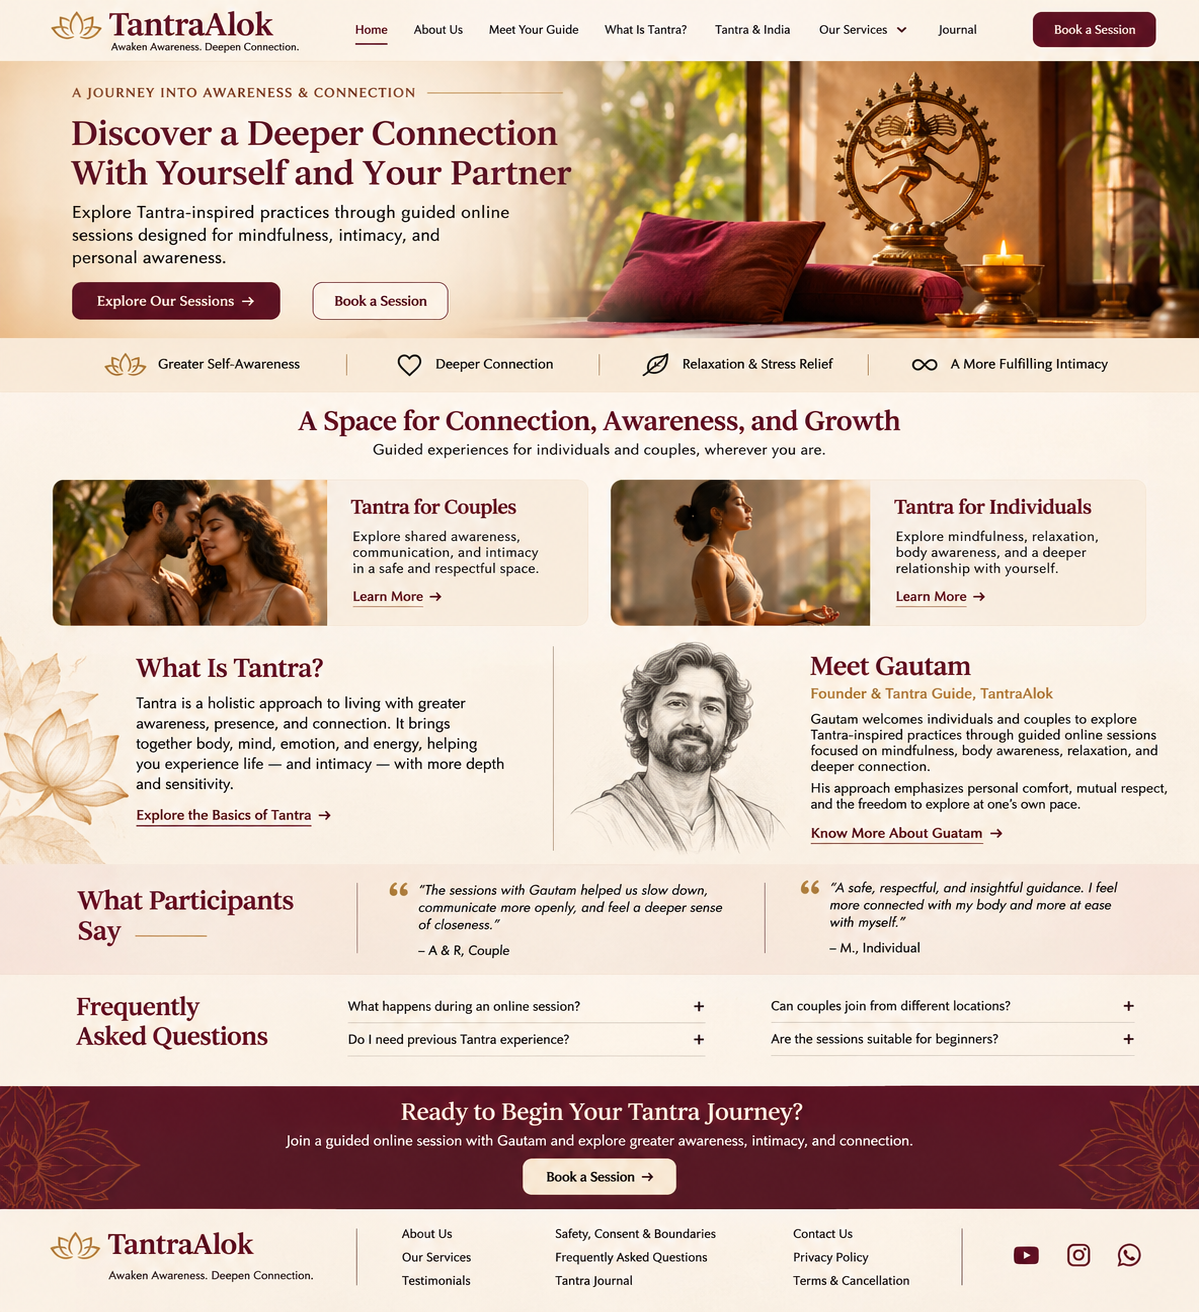 TantraAlok
Awaken Awareness. Deepen Connection.
Home
About Us
Meet Your Guide
What Is Tantra?
Tantra & India
Our Services
Journal
Book a Session
A JOURNEY INTO AWARENESS & CONNECTION
Discover a Deeper Connection
With Yourself and Your Partner
Explore Tantra-inspired practices through guided online
sessions designed for mindfulness, intimacy, and
personal awareness.
Explore Our Sessions →
Book a Session
Greater Self-Awareness
Deeper Connection
Relaxation & Stress Relief
A More Fulfilling Intimacy
A Space for Connection, Awareness, and Growth
Guided experiences for individuals and couples, wherever you are.
Tantra for Couples
Explore shared awareness,
communication, and intimacy
in a safe and respectful space.
Learn More →
Tantra for Individuals
Explore mindfulness, relaxation,
body awareness, and a deeper
relationship with yourself.
Learn More →
What Is Tantra?
Tantra is a holistic approach to living with greater
awareness, presence, and connection. It brings
together body, mind, emotion, and energy, helping
you experience life — and intimacy — with more depth
and sensitivity.
Explore the Basics of Tantra →
Meet Gautam
Founder & Tantra Guide, TantraAlok
Gautam welcomes individuals and couples to explore
Tantra-inspired practices through guided online sessions
focused on mindfulness, body awareness, relaxation, and
deeper connection.
His approach emphasizes personal comfort, mutual respect,
and the freedom to explore at one's own pace.
Know More About Guatam →
What Participants
Say
“The sessions with Gautam helped us slow down,
communicate more openly, and feel a deeper sense
of closeness.”
– A & R, Couple
“A safe, respectful, and insightful guidance. I feel
more connected with my body and more at ease
with myself.”
– M., Individual
Frequently
Asked Questions
What happens during an online session? +
Do I need previous Tantra experience? +
Can couples join from different locations? +
Are the sessions suitable for beginners? +
Ready to Begin Your Tantra Journey?
Join a guided online session with Gautam and explore greater awareness, intimacy, and connection.
Book a Session →
TantraAlok
Awaken Awareness. Deepen Connection.
About Us
Our Services
Testimonials
Safety, Consent & Boundaries
Frequently Asked Questions
Tantra Journal
Contact Us
Privacy Policy
Terms & Cancellation